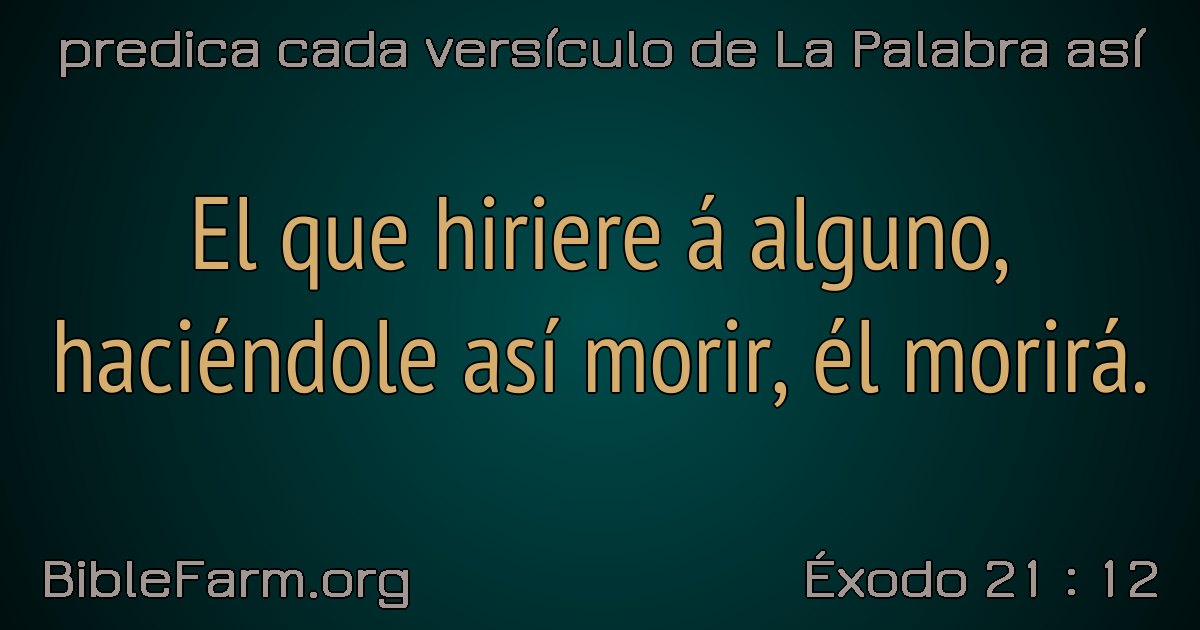 predica cada versículo de La Palabra así
El que hiriere á alguno,
haciéndole así morir, él morirá.
BibleFarm.org
Éxodo 21 : 12